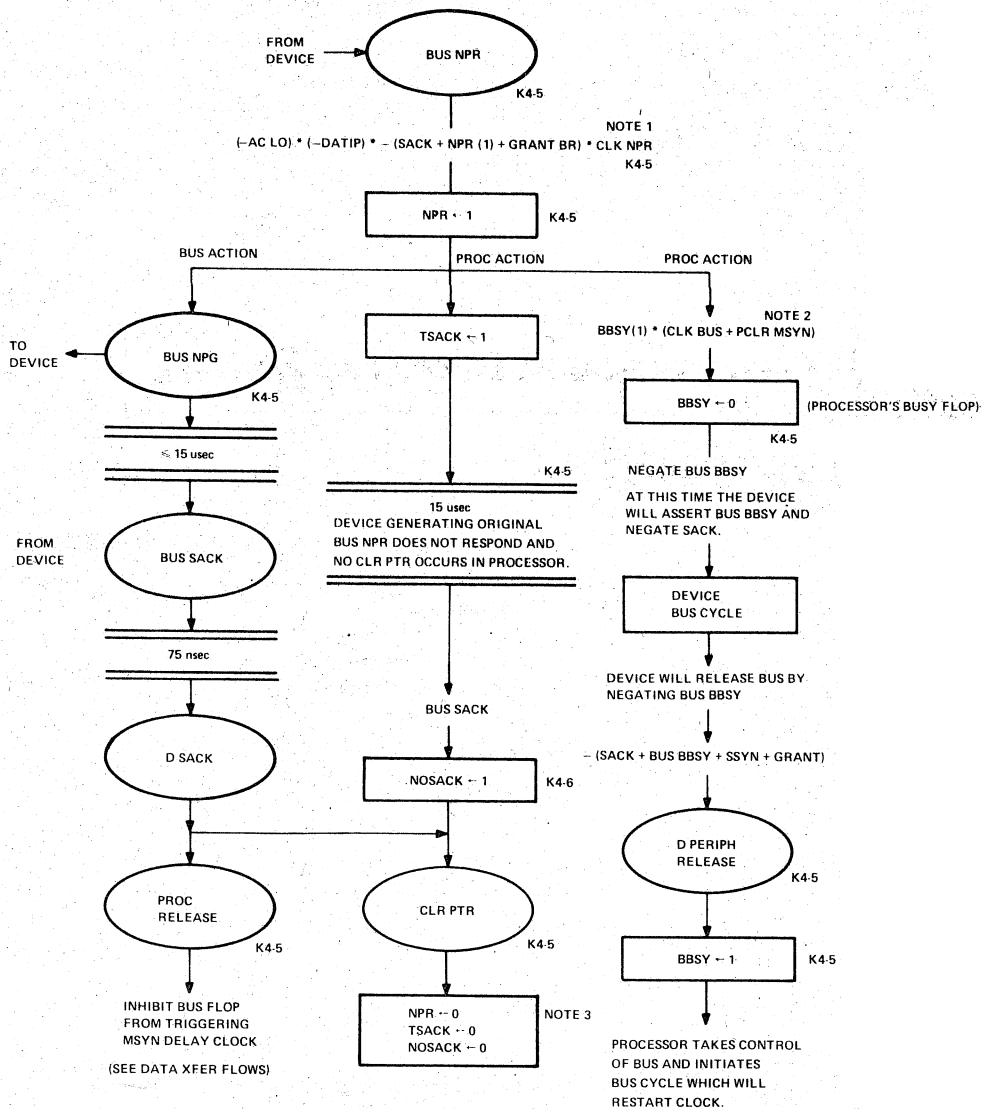 FROM
DEVICE
BUS NPR
K4-5
NOTE 1
(-AC LO) * (-DATIP) * - (SACK + NPR (1) + GRANT BR) * CLK NPR
K4-5
NPR ← 1
K4-5
BUS ACTION
PROC ACTION
PROC ACTION
TO
DEVICE
BUS NPG
K4-5
≤ 15 usec
FROM
DEVICE
BUS SACK
75 nsec
D SACK
PROC
RELEASE
K4-5
INHIBIT BUS FLOP
FROM TRIGGERING
MSYN DELAY CLOCK
(SEE DATA XFER FLOWS)
TSACK ← 1
K4-5
15 usec
DEVICE GENERATING ORIGINAL
BUS NPR DOES NOT RESPOND AND
NO CLR PTR OCCURS IN PROCESSOR.
BUS SACK
NOSACK ← 1
K4-6
CLR PTR
K4-5
NPR ← 0
TSACK ← 0
NOSACK ← 0
NOTE 3
NOTE 2
BBSY(1) * (CLK BUS + PCLR MSYN)
BBSY ← 0
(PROCESSOR'S BUSY FLOP)
K4-5
NEGATE BUS BBSY
AT THIS TIME THE DEVICE
WILL ASSERT BUS BBSY AND
NEGATE SACK.
DEVICE
BUS CYCLE
DEVICE WILL RELEASE BUS BY
NEGATING BUS BBSY
- (SACK + BUS BBSY + SSYN + GRANT)
D PERIPH
RELEASE
K4-5
BBSY ← 1
K4-5
PROCESSOR TAKES CONTROL
OF BUS AND INITIATES
BUS CYCLE WHICH WILL
RESTART CLOCK.